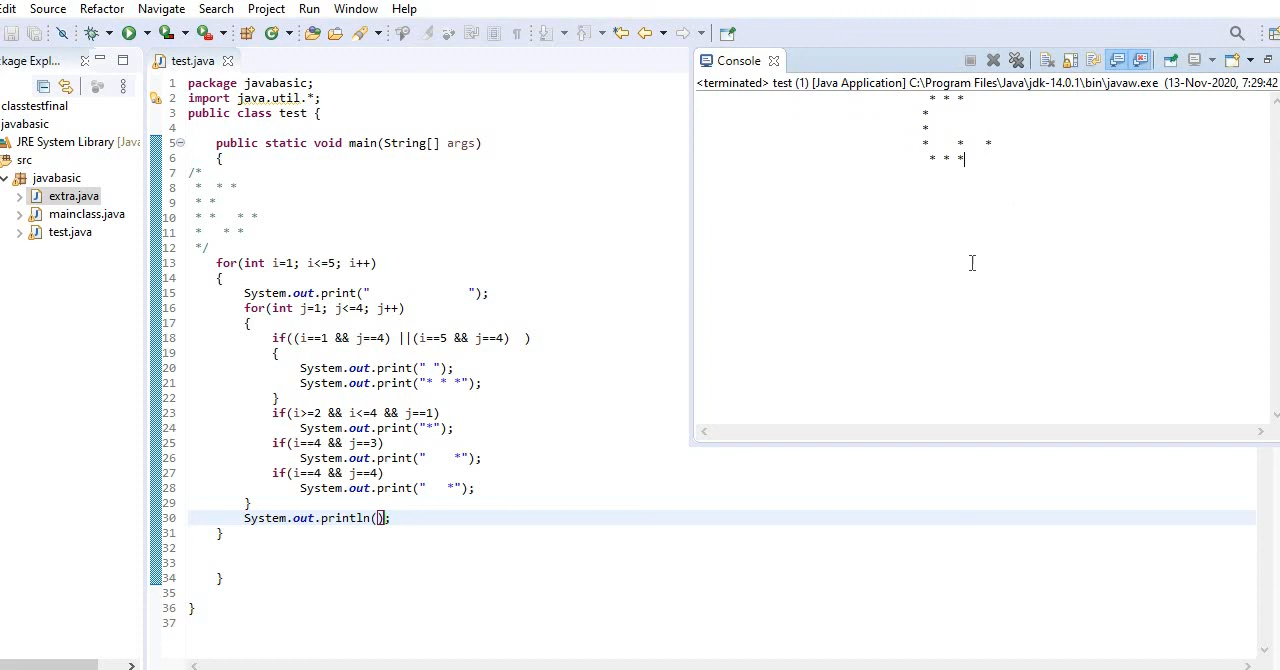 dit Source Refactor Navigate Search Project Run Window Help
kage Expl...
test.java
Console
<terminated> test (1) [Java Application] C:\Program Files\Java\jdk-14.0.1\bin\javaw.exe (13-Nov-2020, 7:29:42
classtestfinal
javabasic
JRE System Library [Java
src
javabasic
extra.java
mainclass.java
test.java
1 package javabasic;
2 import java.util.*;
3 public class test {
4
5 public static void main(String[] args)
6 {
7 /*
8 * * *
9 * *
10 * * * *
11 * * *
12 */
13 for(int i=1; i<=5; i++)
14 {
15 System.out.print("              ");
16 for(int j=1; j<=4; j++)
17 {
18 if((i==1 && j==4) ||(i==5 && j==4)  )
19 {
20 System.out.print(" ");
21 System.out.print("* * *");
22 }
23 if(i>=2 && i<=4 && j==1)
24 System.out.print("*");
25 if(i==4 && j==3)
26 System.out.print("    *");
27 if(i==4 && j==4)
28 System.out.print("   *");
29 }
30 System.out.println();
31 }
32
33
34 }
35
36 }
37
* * *
*
*
*    *   *
* * *